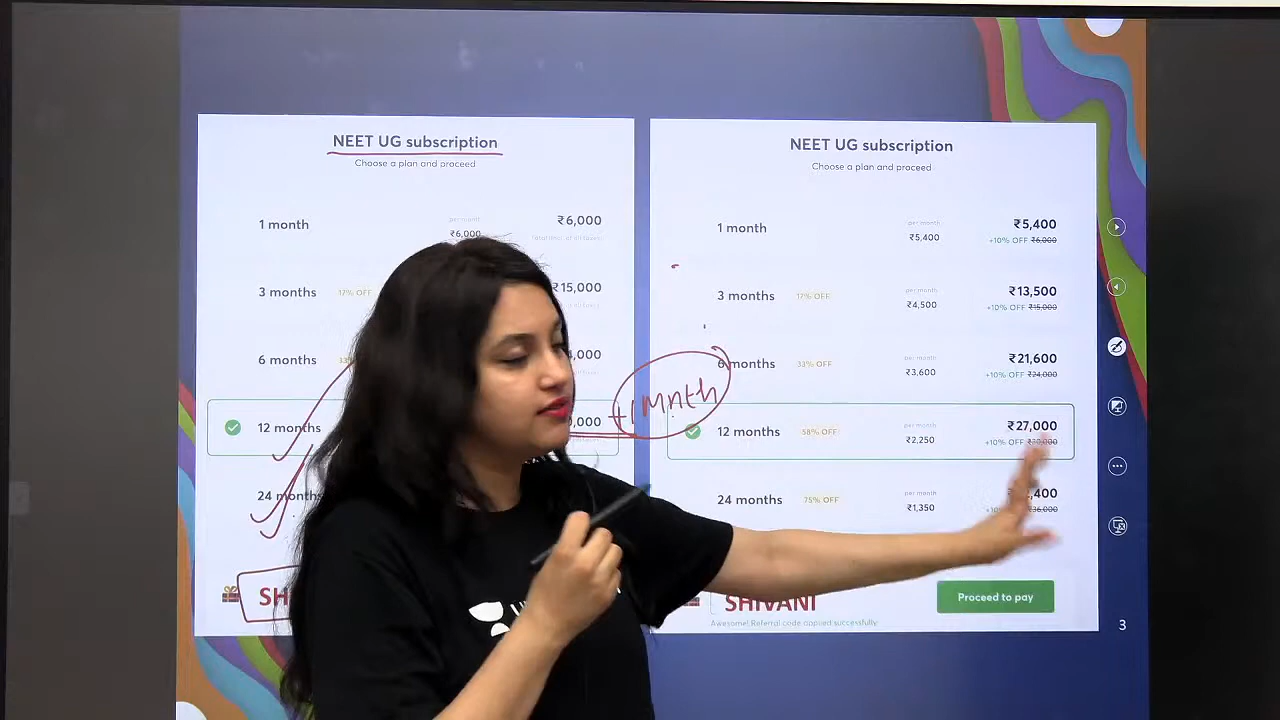 NEET UG subscription
Choose a plan and proceed
1 month
per month
₹6,000
₹6,000
3 months 17% OFF
₹15,000
6 months
12 months
24 months
SH
+1 Mnth
NEET UG subscription
Choose a plan and proceed
1 month
per month
₹5,400
₹5,400
+10% OFF ₹6,000
3 months 17% OFF
per month
₹4,500
₹13,500
+10% OFF ₹15,000
6 months 33% OFF
per month
₹3,600
₹21,600
+10% OFF ₹24,000
12 months 58% OFF
per month
₹2,250
₹27,000
+10% OFF ₹30,000
24 months 75% OFF
per month
₹1,350
,400
₹36,000
SHIVANI
Awesome! Referral code applied successfully
Proceed to pay
3